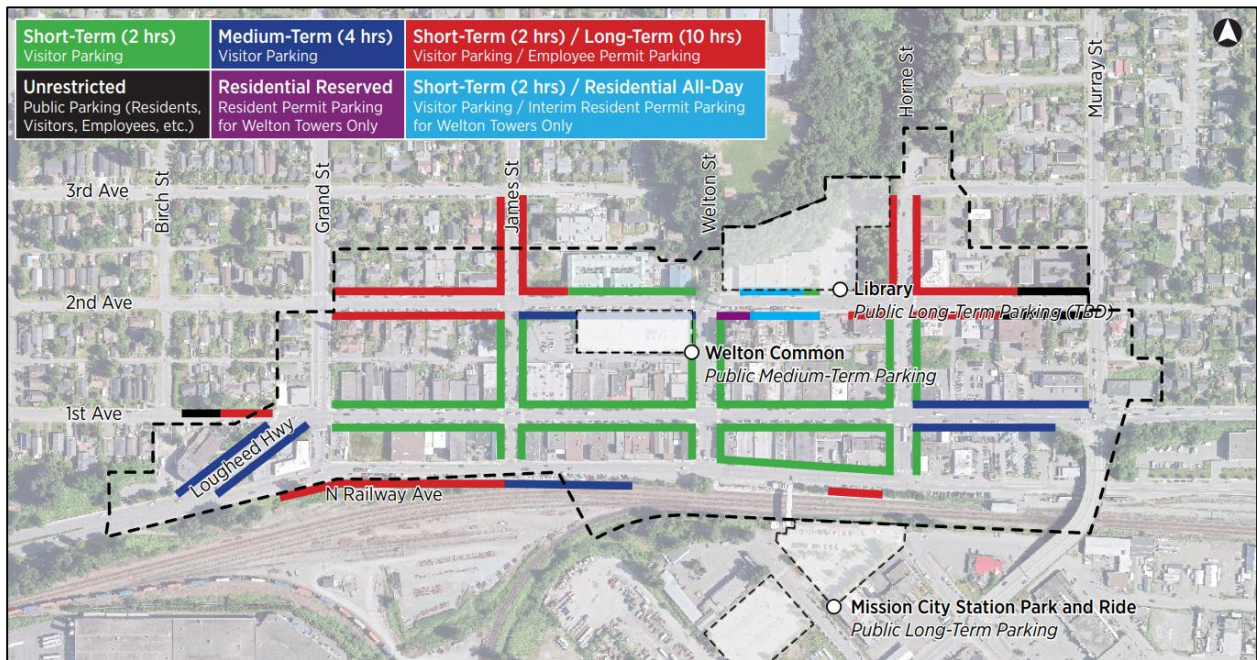 Short-Term (2 hrs)
Visitor Parking
Medium-Term (4 hrs)
Visitor Parking
Short-Term (2 hrs) / Long-Term (10 hrs)
Visitor Parking / Employee Permit Parking
Unrestricted
Public Parking (Residents,
Visitors, Employees, etc.)
Residential Reserved
Resident Permit Parking
for Welton Towers Only
Short-Term (2 hrs) / Residential All-Day
Visitor Parking / Interim Resident Permit Parking
for Welton Towers Only
Horne St
Murray St
3rd Ave
Birch St
Grand St
James St
Welton St
2nd Ave
Library
Public Long-Term Parking (TBD)
Welton Common
Public Medium-Term Parking
1st Ave
Lougheed Hwy
N Railway Ave
Mission City Station Park and Ride
Public Long-Term Parking